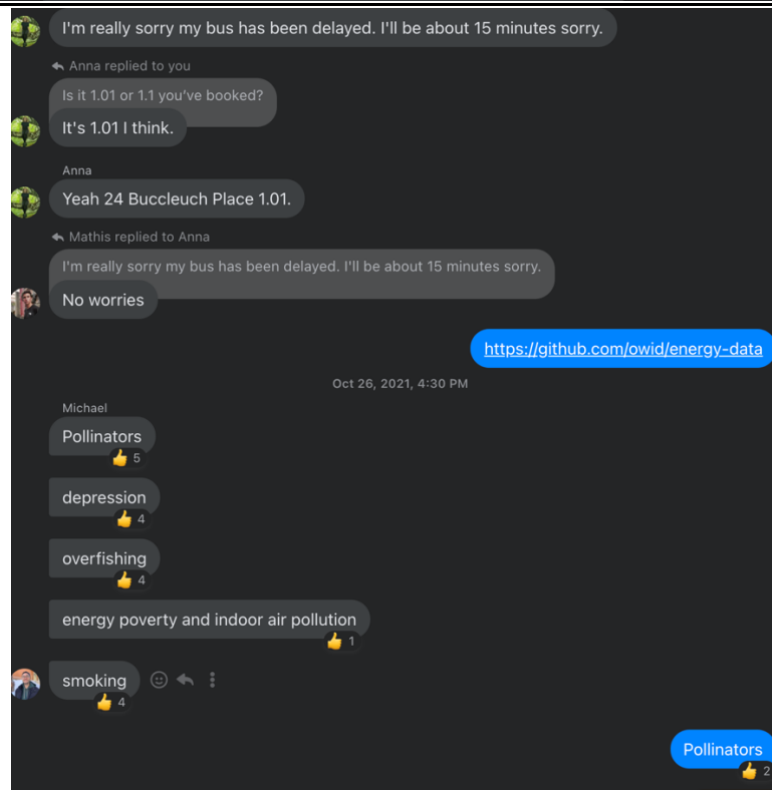 I'm really sorry my bus has been delayed. I'll be about 15 minutes sorry.
Anna replied to you
Is it 1.01 or 1.1 you've booked?
It's 1.01 I think.
Anna
Yeah 24 Buccleuch Place 1.01.
Mathis replied to Anna
I'm really sorry my bus has been delayed. I'll be about 15 minutes sorry.
No worries
https://github.com/owid/energy-data
Oct 26, 2021, 4:30 PM
Michael
Pollinators
5
depression
4
overfishing
4
energy poverty and indoor air pollution
1
smoking
4
Pollinators
2